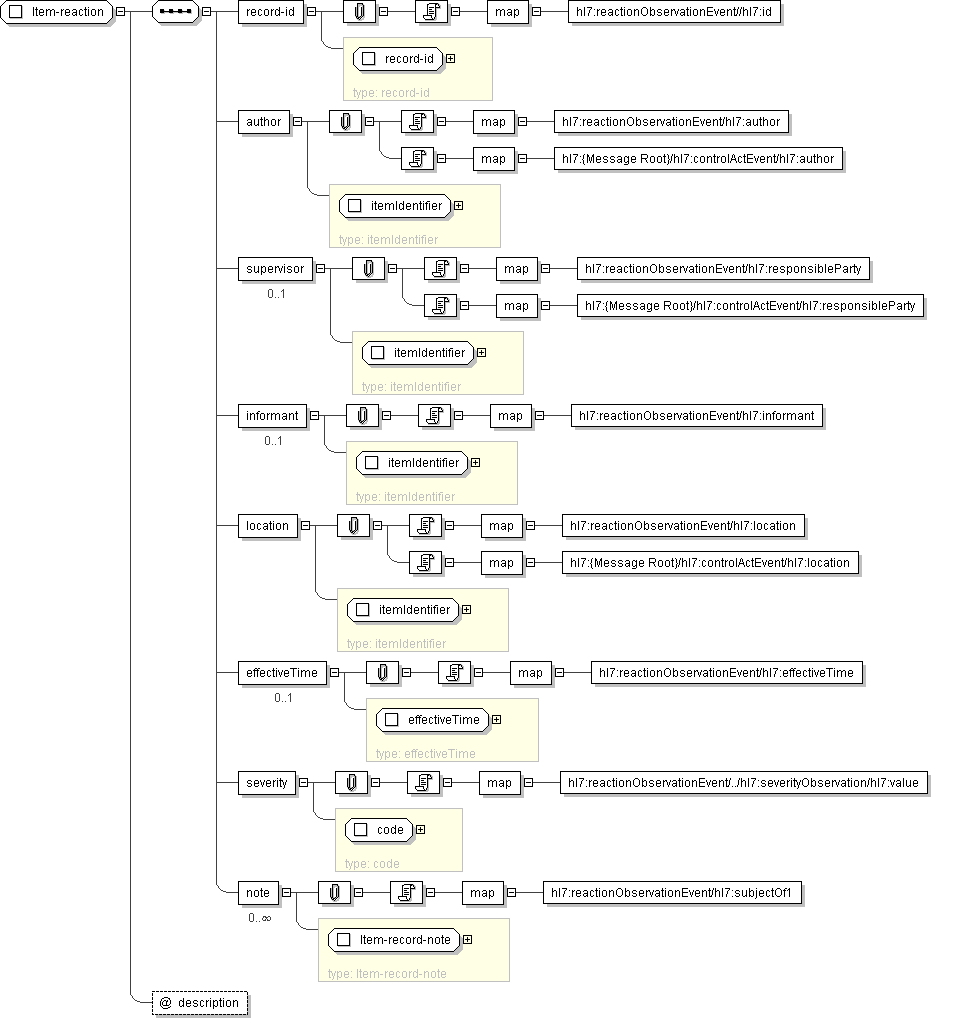 Item-reaction
record-id
map
hl7:reactionObservationEvent//hl7:id
record-id
type: record-id
author
map
hl7:reactionObservationEvent/hl7:author
map
hl7:{Message Root}/hl7:controlActEvent/hl7:author
itemIdentifier
type: itemIdentifier
supervisor
map
hl7:reactionObservationEvent/hl7:responsibleParty
0..1
map
hl7:{Message Root}/hl7:controlActEvent/hl7:responsibleParty
itemIdentifier
type: itemIdentifier
informant
map
hl7:reactionObservationEvent/hl7:informant
0..1
itemIdentifier
type: itemIdentifier
location
map
hl7:reactionObservationEvent/hl7:location
map
hl7:{Message Root}/hl7:controlActEvent/hl7:location
itemIdentifier
type: itemIdentifier
effectiveTime
map
hl7:reactionObservationEvent/hl7:effectiveTime
0..1
effectiveTime
type: effectiveTime
severity
map
hl7:reactionObservationEvent/../hl7:severityObservation/hl7:value
code
type: code
note
map
hl7:reactionObservationEvent/hl7:subjectOf1
0..∞
Item-record-note
type: Item-record-note
@ description